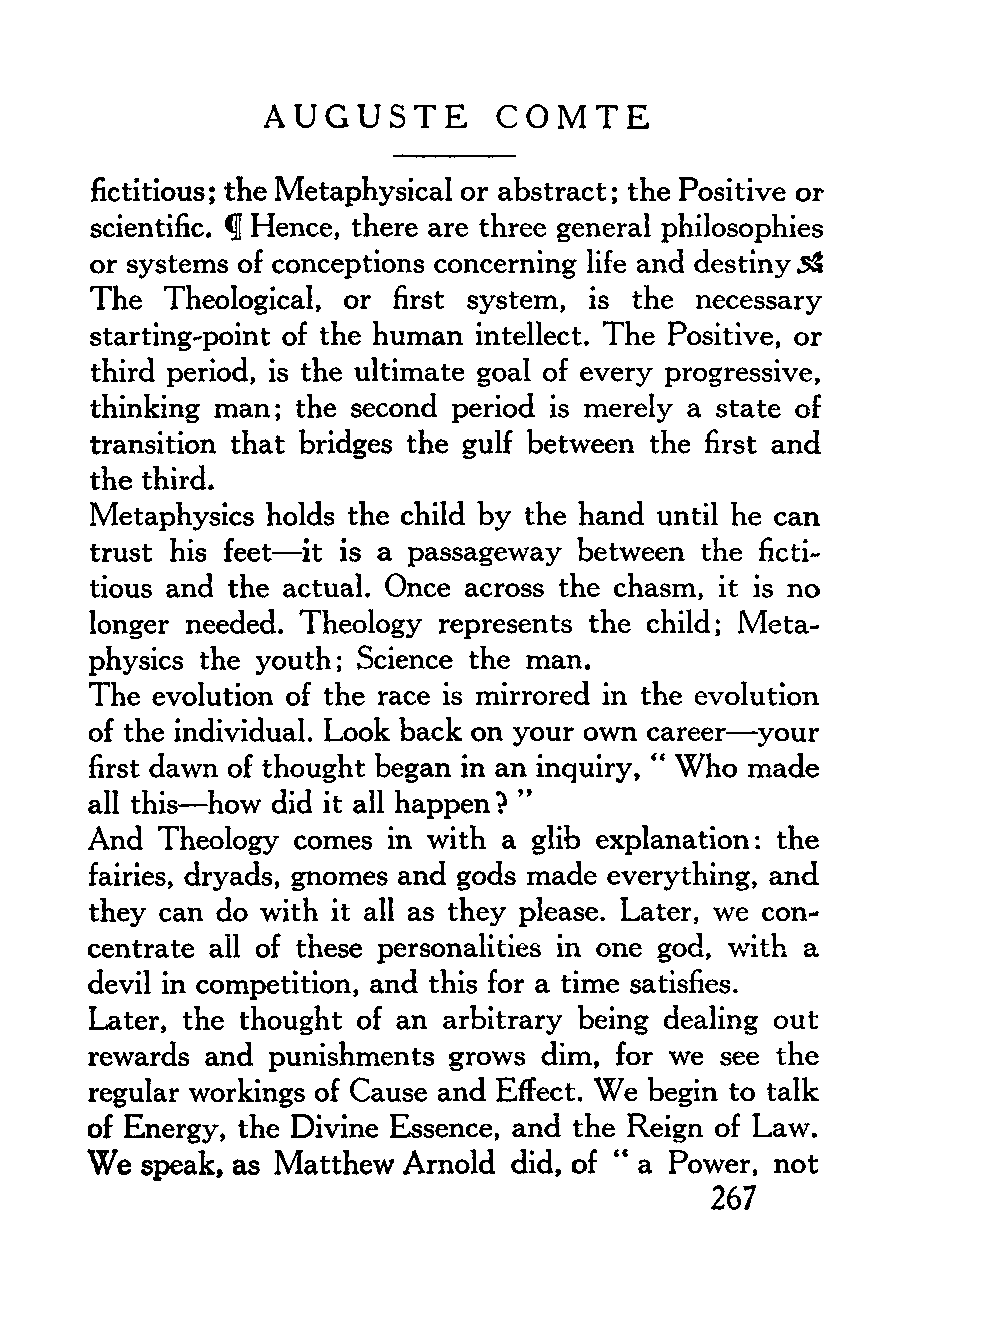 AUGUSTE COMTE
fictitious; the Metaphysical or abstract; the Positive or
scientific. ¶ Hence, there are three general philosophies
or systems of conceptions concerning life and destiny
The Theological, or first system, is the necessary
starting-point of the human intellect. The Positive, or
third period, is the ultimate goal of every progressive,
thinking man; the second period is merely a state of
transition that bridges the gulf between the first and
the third.
Metaphysics holds the child by the hand until he can
trust his feet—it is a passageway between the ficti-
tious and the actual. Once across the chasm, it is no
longer needed. Theology represents the child; Meta-
physics the youth; Science the man.
The evolution of the race is mirrored in the evolution
of the individual. Look back on your own career—your
first dawn of thought began in an inquiry, “ Who made
all this—how did it all happen? ”
And Theology comes in with a glib explanation: the
fairies, dryads, gnomes and gods made everything, and
they can do with it all as they please. Later, we con-
centrate all of these personalities in one god, with a
devil in competition, and this for a time satisfies.
Later, the thought of an arbitrary being dealing out
rewards and punishments grows dim, for we see the
regular workings of Cause and Effect. We begin to talk
of Energy, the Divine Essence, and the Reign of Law.
We speak, as Matthew Arnold did, of “ a Power, not
267